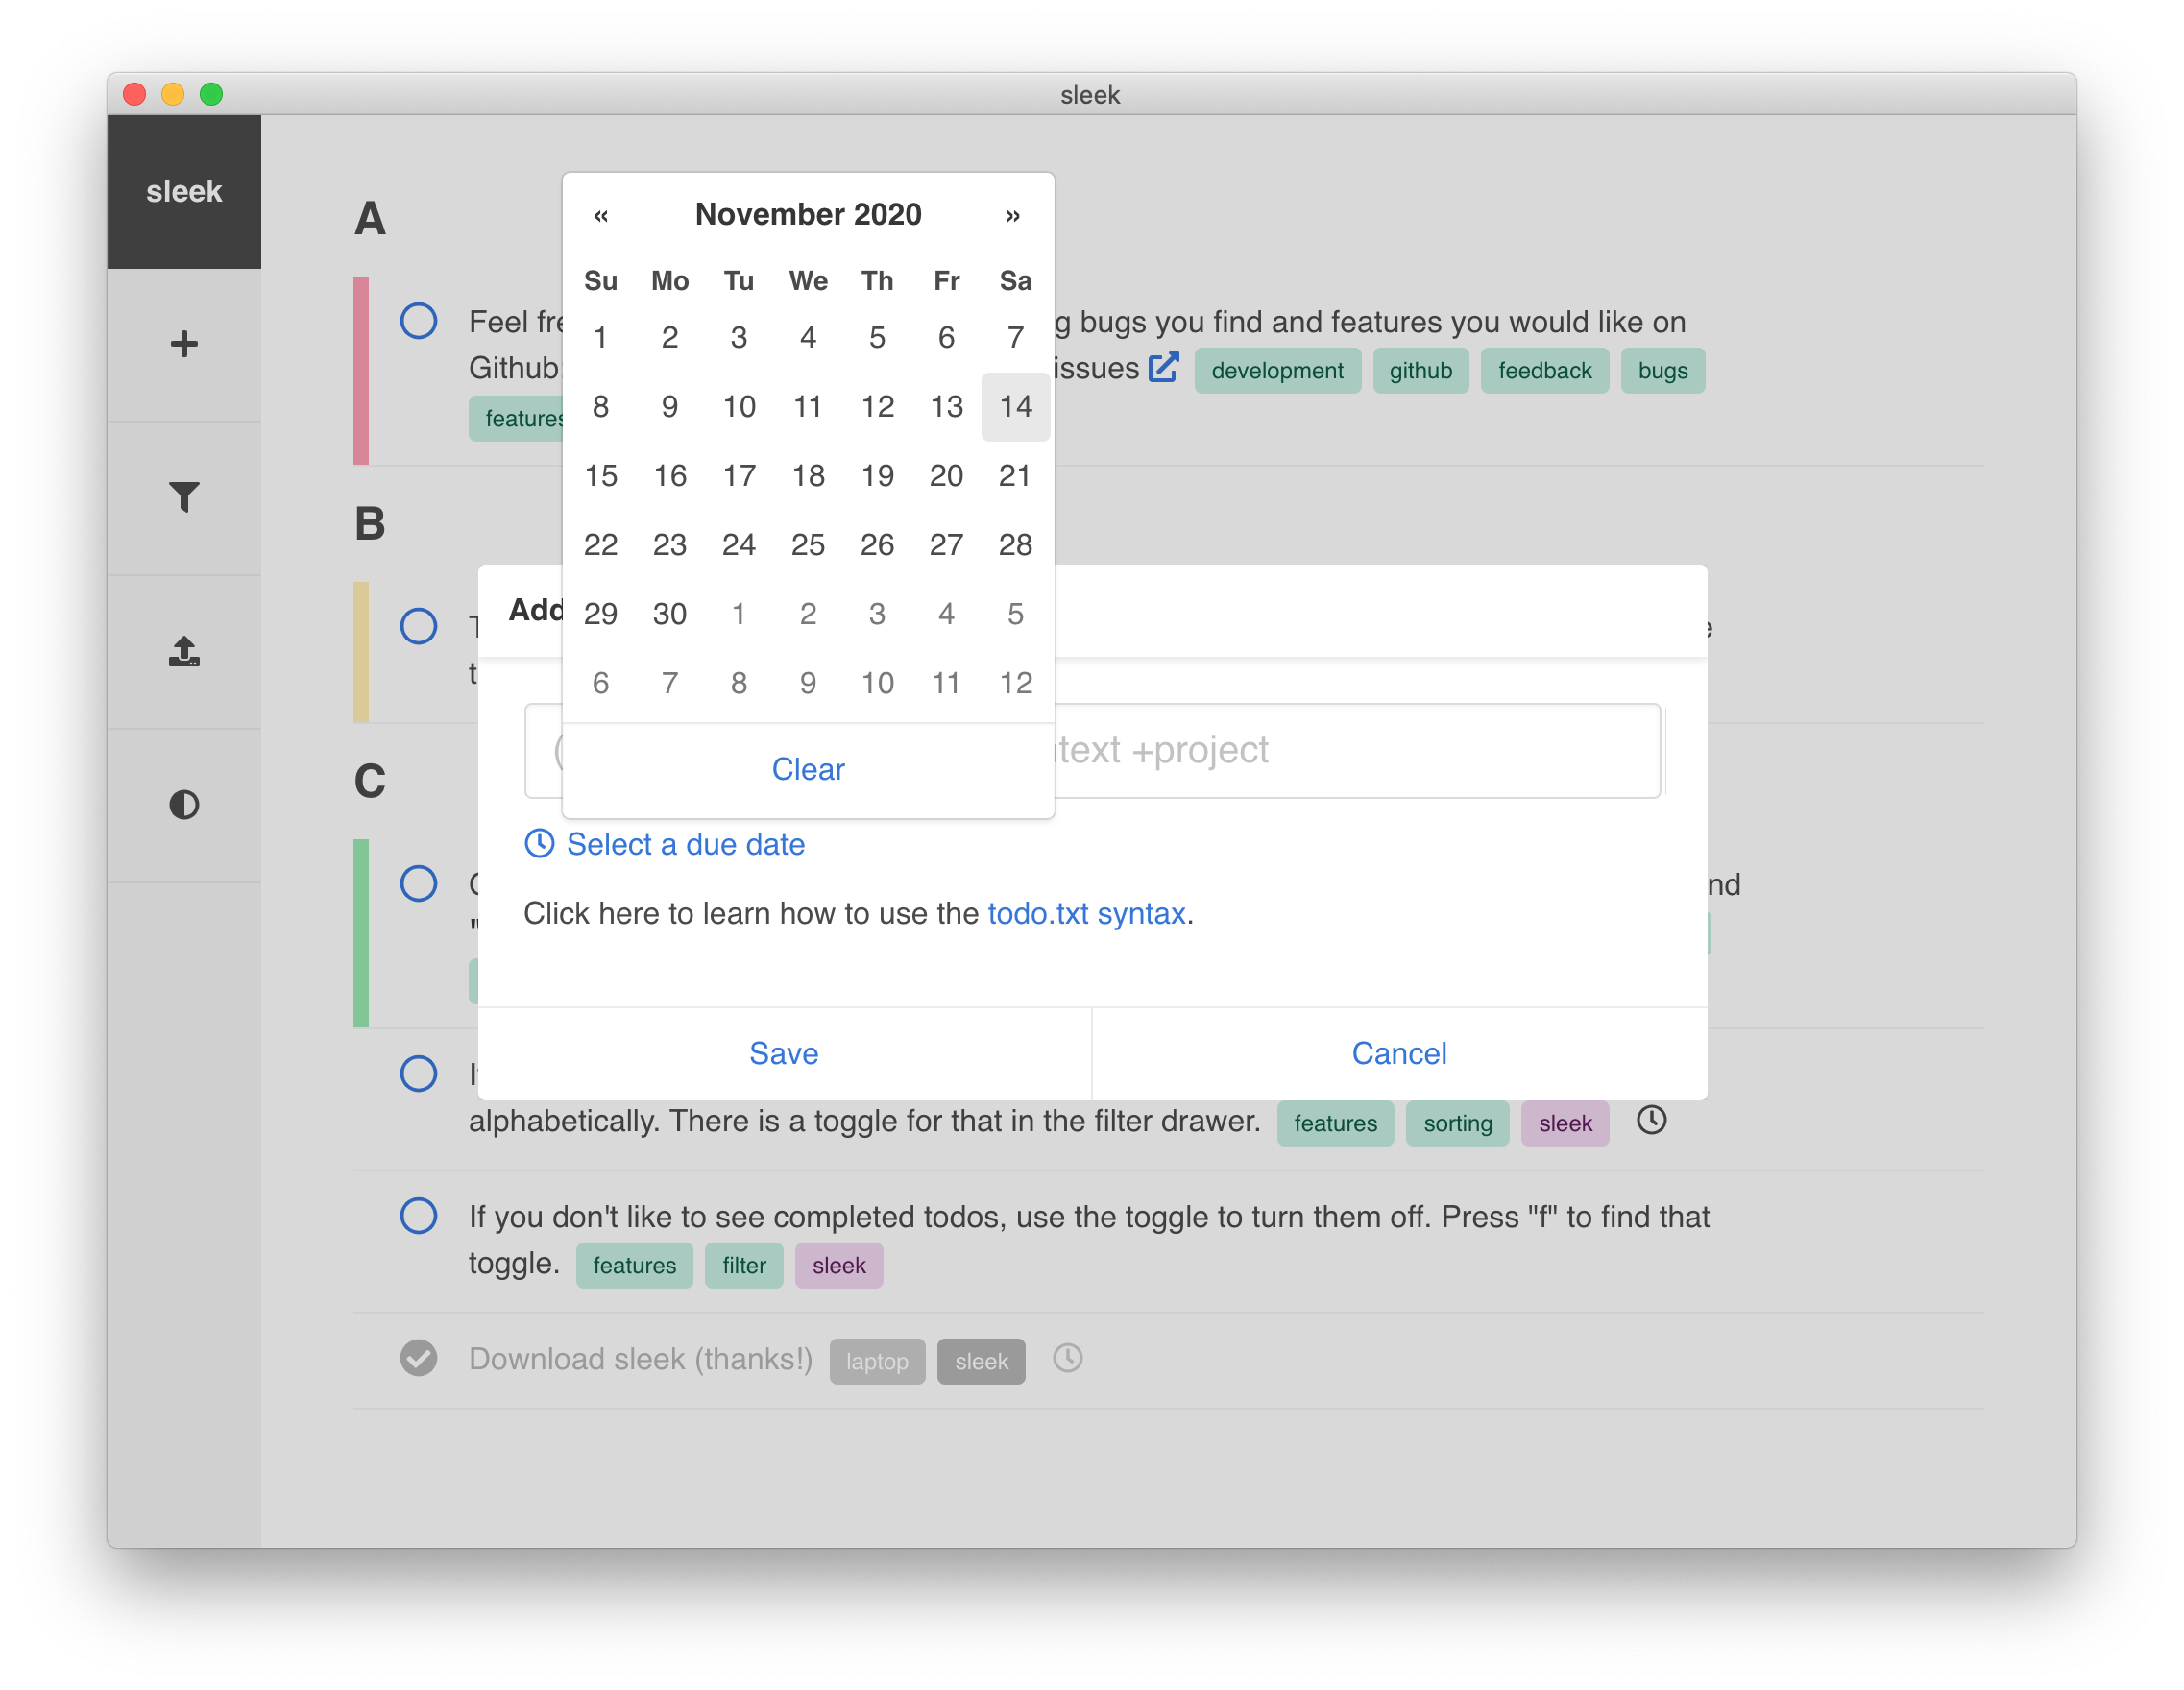 sleek
sleek
A
« November 2020 »
Su Mo Tu We Th Fr Sa
1 2 3 4 5 6 7
8 9 10 11 12 13 14
15 16 17 18 19 20 21
22 23 24 25 26 27 28
29 30 1 2 3 4 5
6 7 8 9 10 11 12
Clear
Feel bugs you find and features you would like on
Github issues development github feedback bugs
features
B
Add
+project
Select a due date
Click here to learn how to use the todo.txt syntax.
Save Cancel
C
alphabetically. There is a toggle for that in the filter drawer. features sorting sleek
If you don't like to see completed todos, use the toggle to turn them off. Press "f" to find that
toggle. features filter sleek
Download sleek (thanks!) laptop sleek